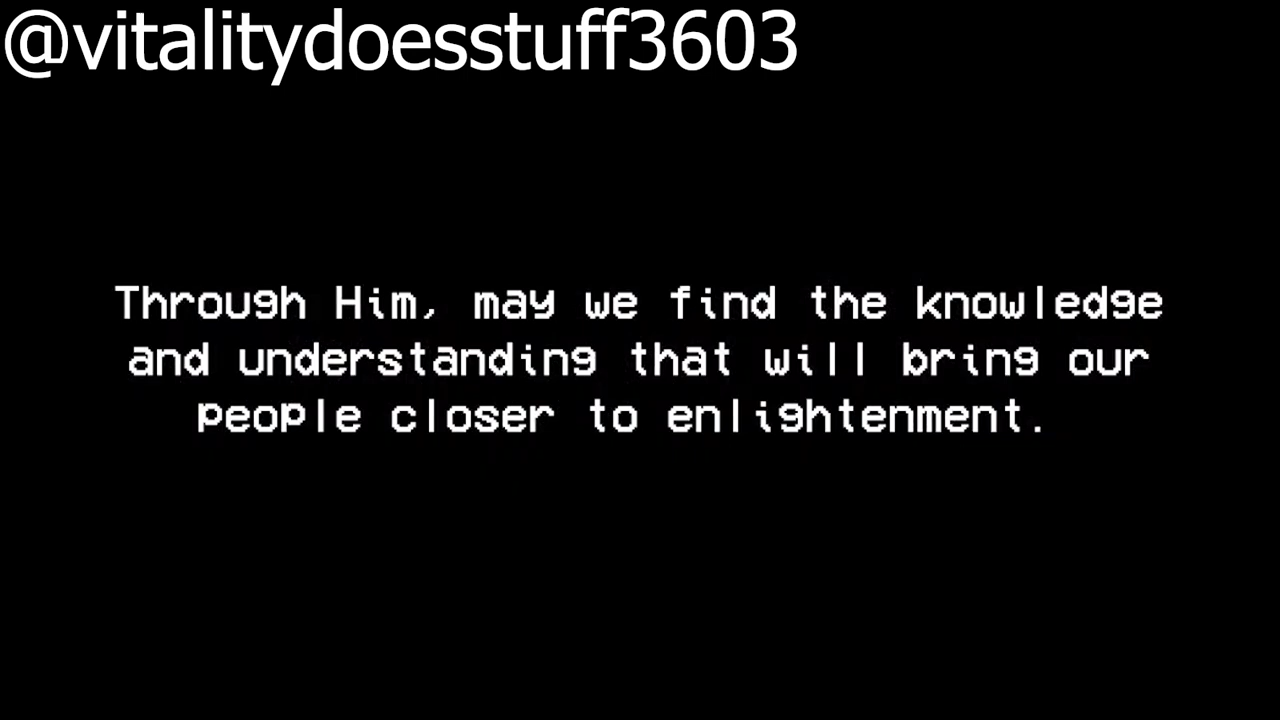 @vitalitydoesstuff3603
Through Him, may we find the knowledge
and understanding that will bring our
people closer to enlightenment.